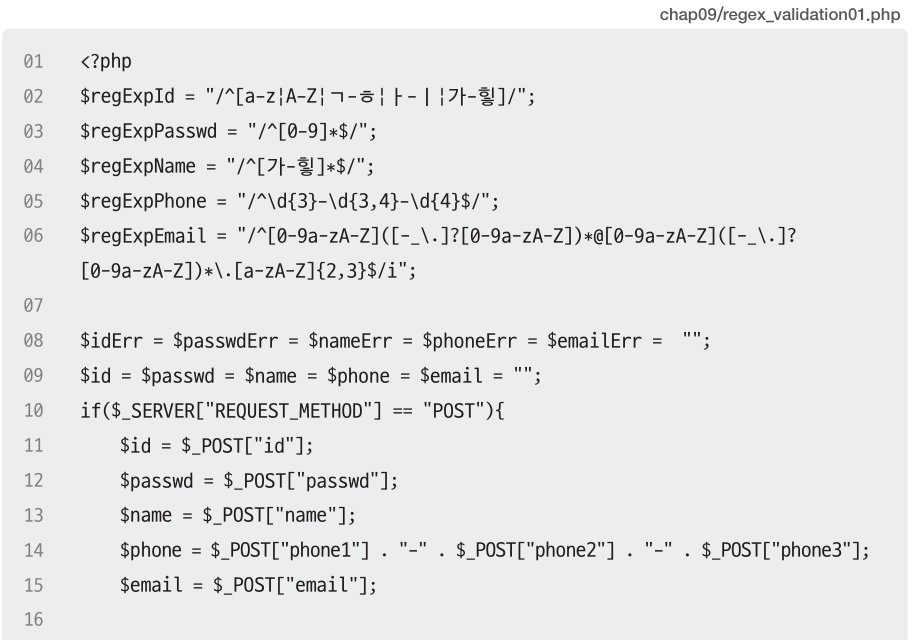 chap09/regex_validation01.php
01 <?php
02 $regExpId = "/^[a-z¦A-Z¦ㄱ-ㅎ¦ㅏ-ㅣ¦가-힣]/";
03 $regExpPasswd = "/^[0-9]*$/";
04 $regExpName = "/^[가-힣]*$/";
05 $regExpPhone = "/^\d{3}-\d{3,4}-\d{4}$/";
06 $regExpEmail = "/^[0-9a-zA-Z]([-_\.]?[0-9a-zA-Z])*@[0-9a-zA-Z]([-_\.]?
[0-9a-zA-Z])*\.[a-zA-Z]{2,3}$/i";
07
08 $idErr = $passwdErr = $nameErr = $phoneErr = $emailErr =  "";
09 $id = $passwd = $name = $phone = $email = "";
10 if($_SERVER["REQUEST_METHOD"] == "POST"){
11     $id = $_POST["id"];
12     $passwd = $_POST["passwd"];
13     $name = $_POST["name"];
14     $phone = $_POST["phone1"] . "-" . $_POST["phone2"] . "-" . $_POST["phone3"];
15     $email = $_POST["email"];
16